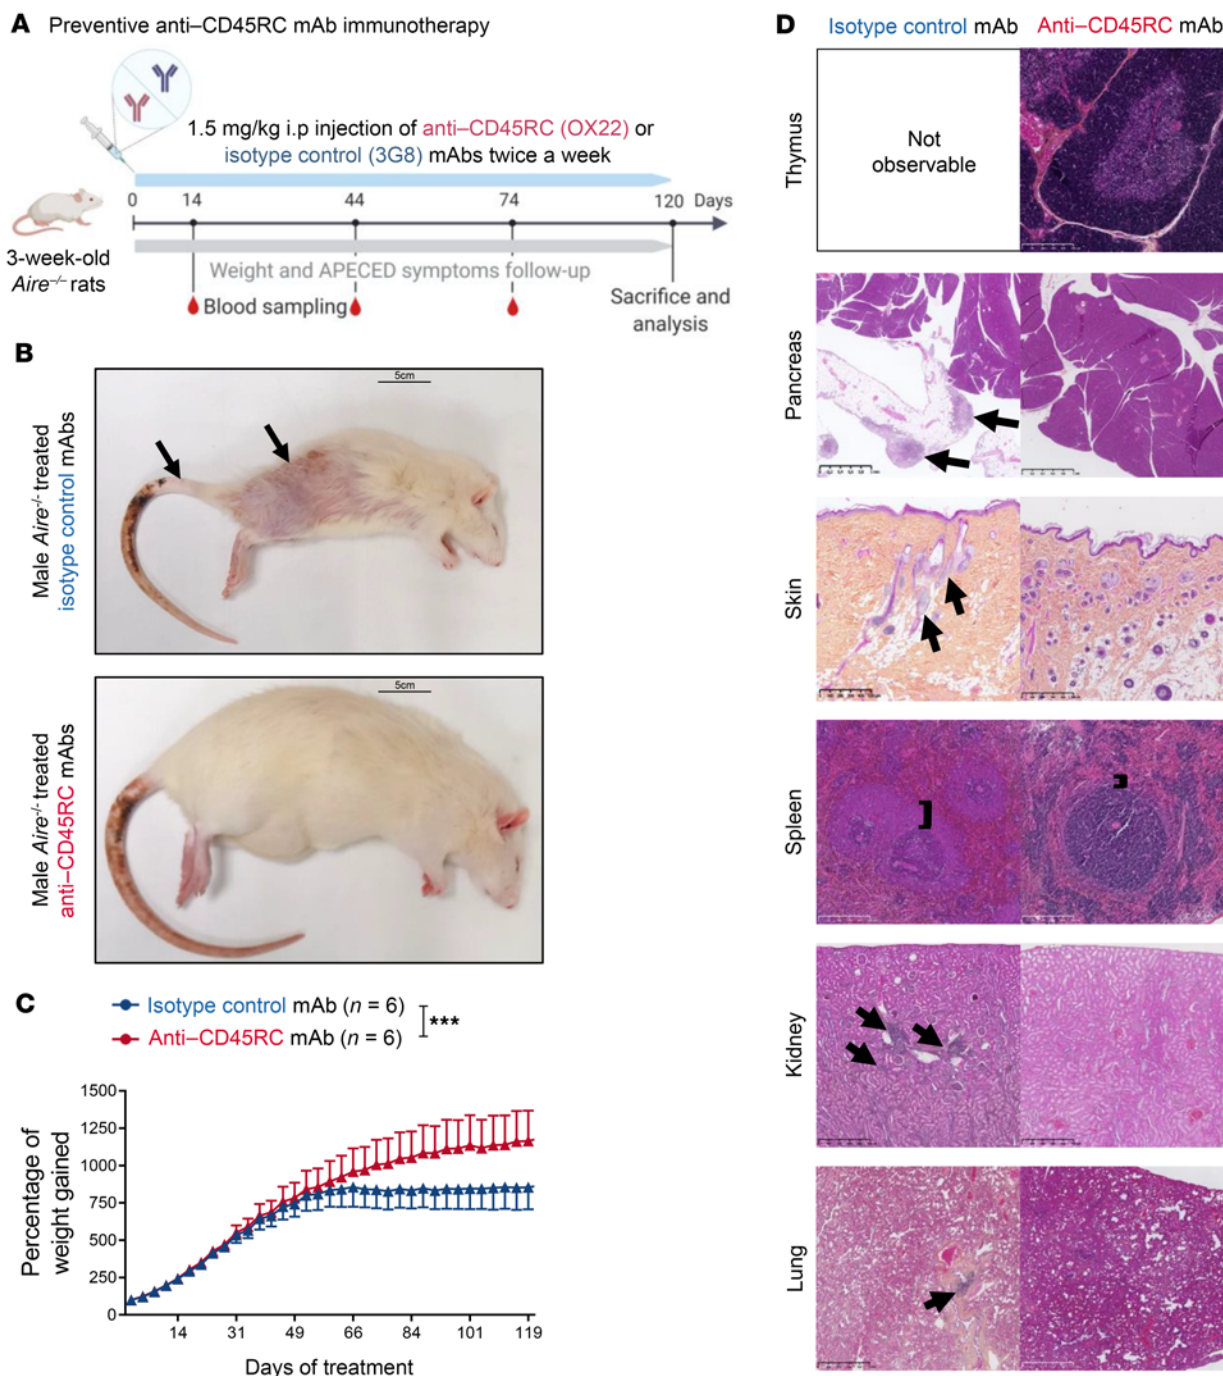 A Preventive anti–CD45RC mAb immunotherapy
1.5 mg/kg i.p injection of anti–CD45RC (OX22) or
isotype control (3G8) mAbs twice a week
0 14 44 74 120 Days
3-week-old
Aire–/– rats
Weight and APECED symptoms follow-up
Blood sampling
Sacrifice and
analysis
B
Male Aire-/- treated
isotype control mAbs
5cm
Male Aire-/- treated
anti–CD45RC mAbs
5cm
C
Isotype control mAb (n = 6)
Anti–CD45RC mAb (n = 6)
***
Percentage of
weight gained
1500
1250
1000
750
500
250
0
14 31 49 66 84 101 119
Days of treatment
D
Isotype control mAb Anti–CD45RC mAb
Thymus
Not
observable
Pancreas
Skin
Spleen
Kidney
Lung